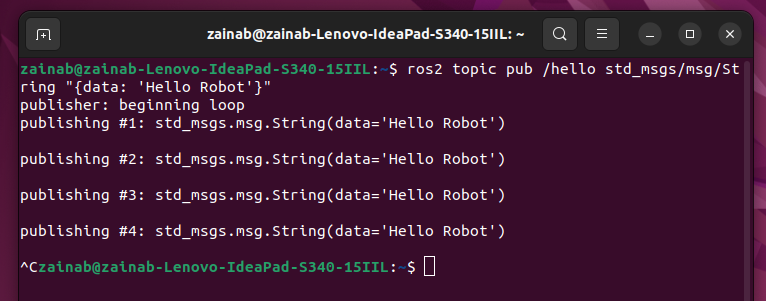 zainab@zainab-Lenovo-IdeaPad-S340-15IIL: ~
zainab@zainab-Lenovo-IdeaPad-S340-15IIL:~$ ros2 topic pub /hello std_msgs/msg/St
ring "{data: 'Hello Robot'}"
publisher: beginning loop
publishing #1: std_msgs.msg.String(data='Hello Robot')
publishing #2: std_msgs.msg.String(data='Hello Robot')
publishing #3: std_msgs.msg.String(data='Hello Robot')
publishing #4: std_msgs.msg.String(data='Hello Robot')
^Czainab@zainab-Lenovo-IdeaPad-S340-15IIL:~$